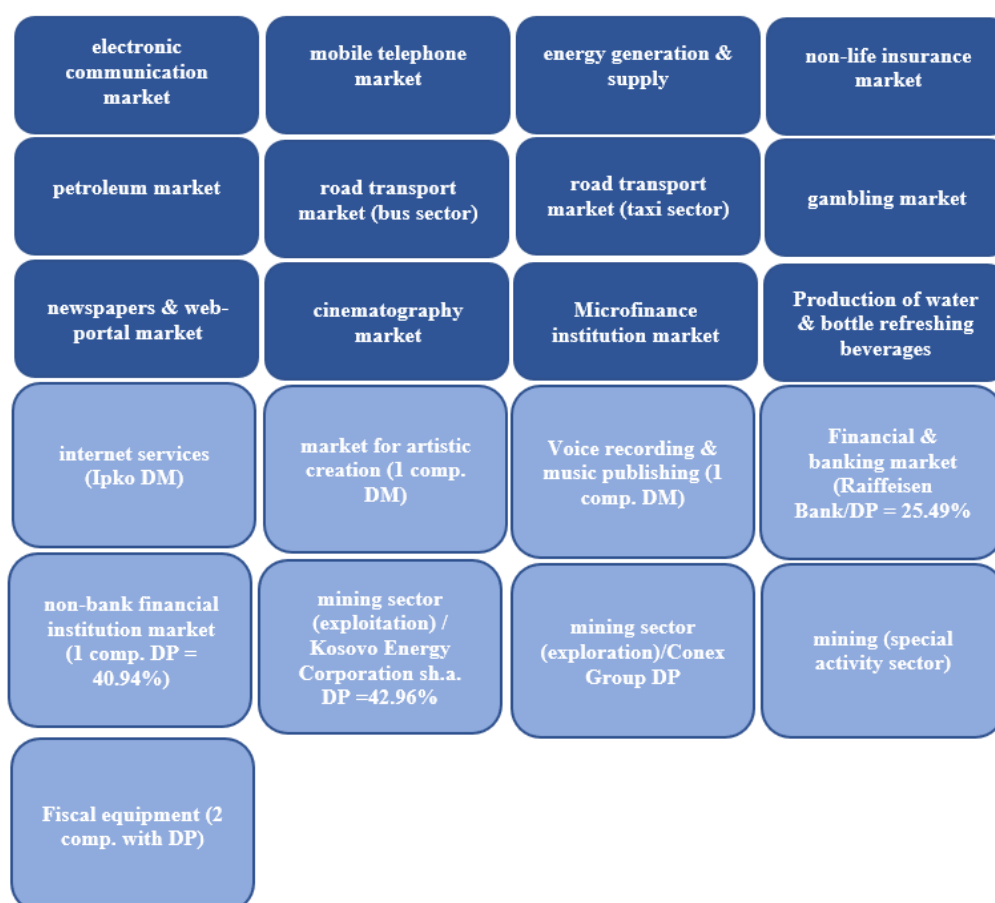 electronic
communication
market
mobile telephone
market
energy generation &
supply
non-life insurance
market
petroleum market
road transport
market (bus sector)
road transport
market (taxi sector)
gambling market
newspapers & web-
portal market
cinematography
market
Microfinance
institution market
Production of water
& bottle refreshing
beverages
internet services
(Ipko DM)
market for artistic
creation (1 comp.
DM)
Voice recording &
music publishing (1
comp. DM)
Financial &
banking market
(Raiffeisen
Bank/DP = 25.49%
non-bank financial
institution market
(1 comp. DP =
40.94%)
mining sector
(exploitation) /
Kosovo Energy
Corporation sh.a.
DP =42.96%
mining sector
(exploration)/Conex
Group DP
mining (special
activity sector)
Fiscal equipment (2
comp. with DP)